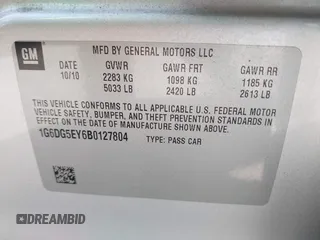 GM
MFD BY GENERAL MOTORS LLC
DATE GVWR GAWR FRT GAWR RR
10/10 2283 KG 1098 KG 1185 KG
5033 LB 2420 LB 2613 LB
THIS VEHICLE CONFORMS TO ALL APPLICABLE U.S. FEDERAL MOTOR
VEHICLE SAFETY, BUMPER, AND THEFT PREVENTION STANDARDS IN
EFFECT ON THE DATE OF MANUFACTURE SHOWN ABOVE.
1G6DG5EY6B0127804 TYPE: PASS CAR
AUTOBIDMASTER